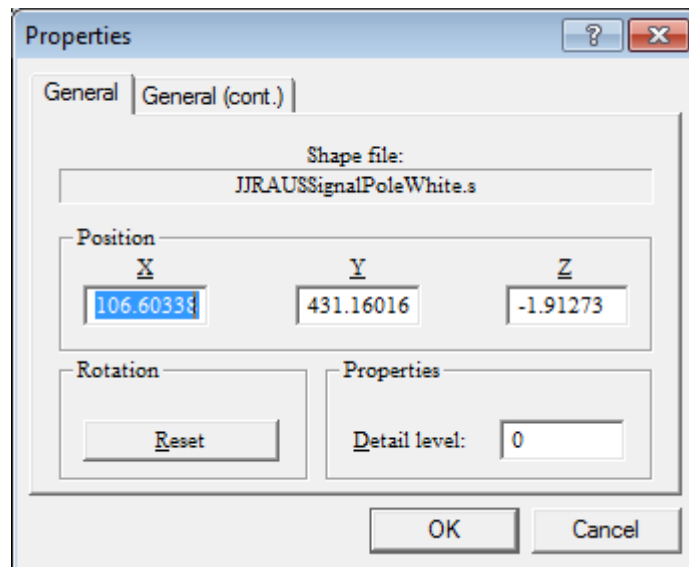 Properties
General General (cont.)
Shape file:
JJRAUSSignalPoleWhite.s
Position
X Y Z
106.60338 431.16016 -1.91273
Rotation Properties
Reset Detail level: 0
OK Cancel